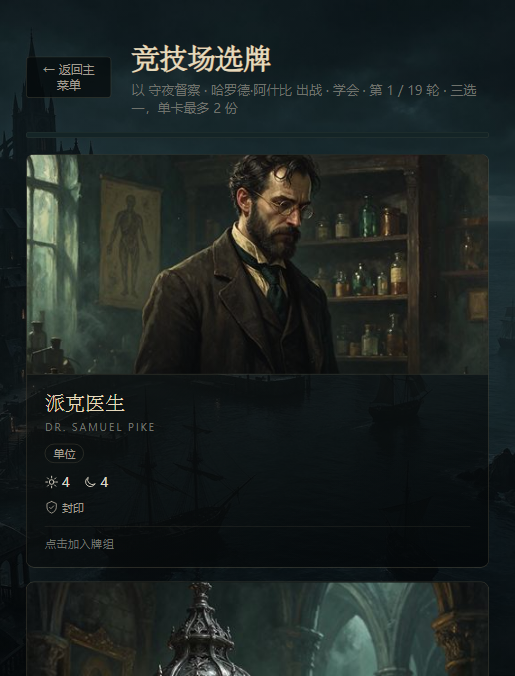 ← 返回主
菜单
竞技场选牌
以 守夜督察 · 哈罗德·阿什比 出战 · 学会 · 第 1 / 19 轮 · 三选
一，单卡最多 2 份
派克医生
DR. SAMUEL PIKE
单位
4 4
封印
点击加入牌组